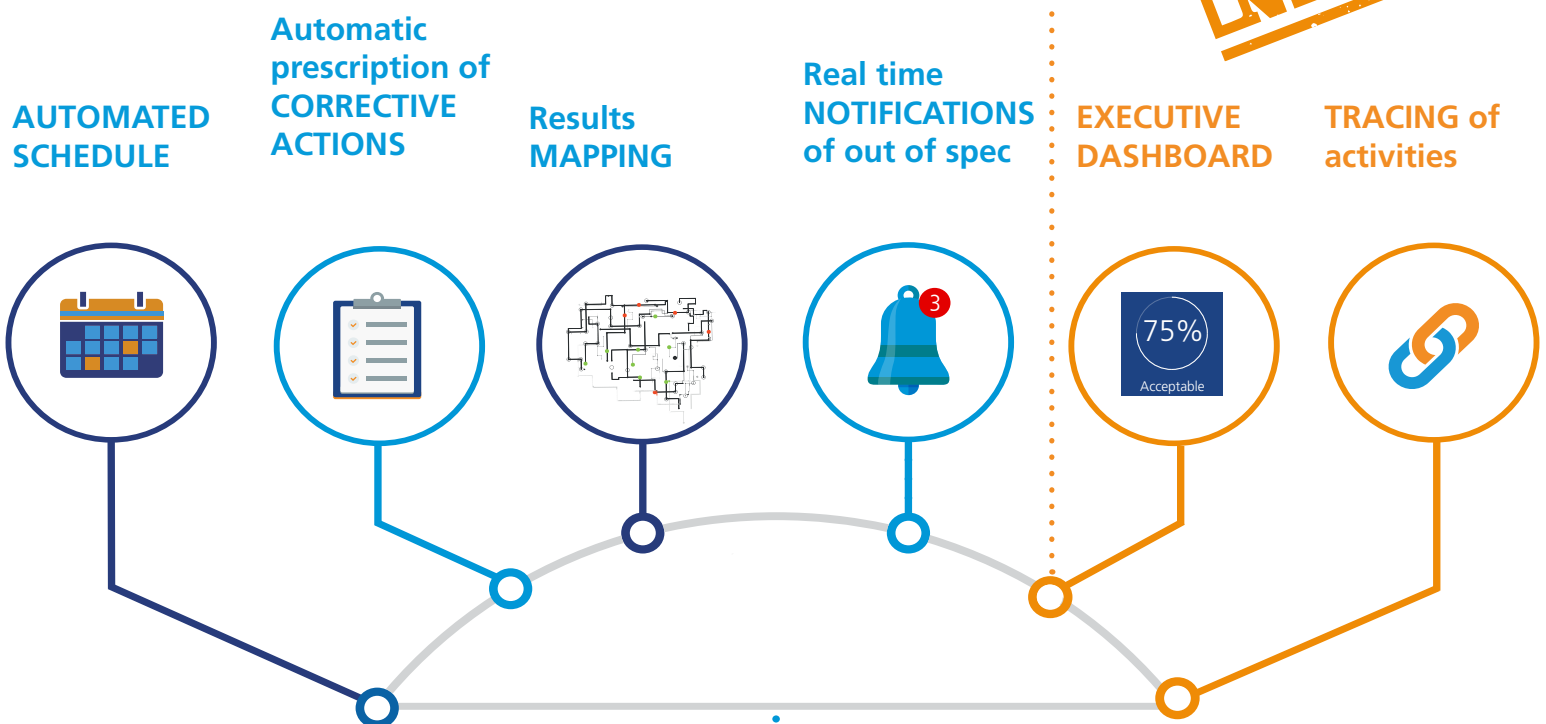 AUTOMATED
SCHEDULE
Automatic
prescription of
CORRECTIVE
ACTIONS
Results
MAPPING
Real time
NOTIFICATIONS
of out of spec
EXECUTIVE
DASHBOARD
TRACING of
activities
3
75%
Acceptable